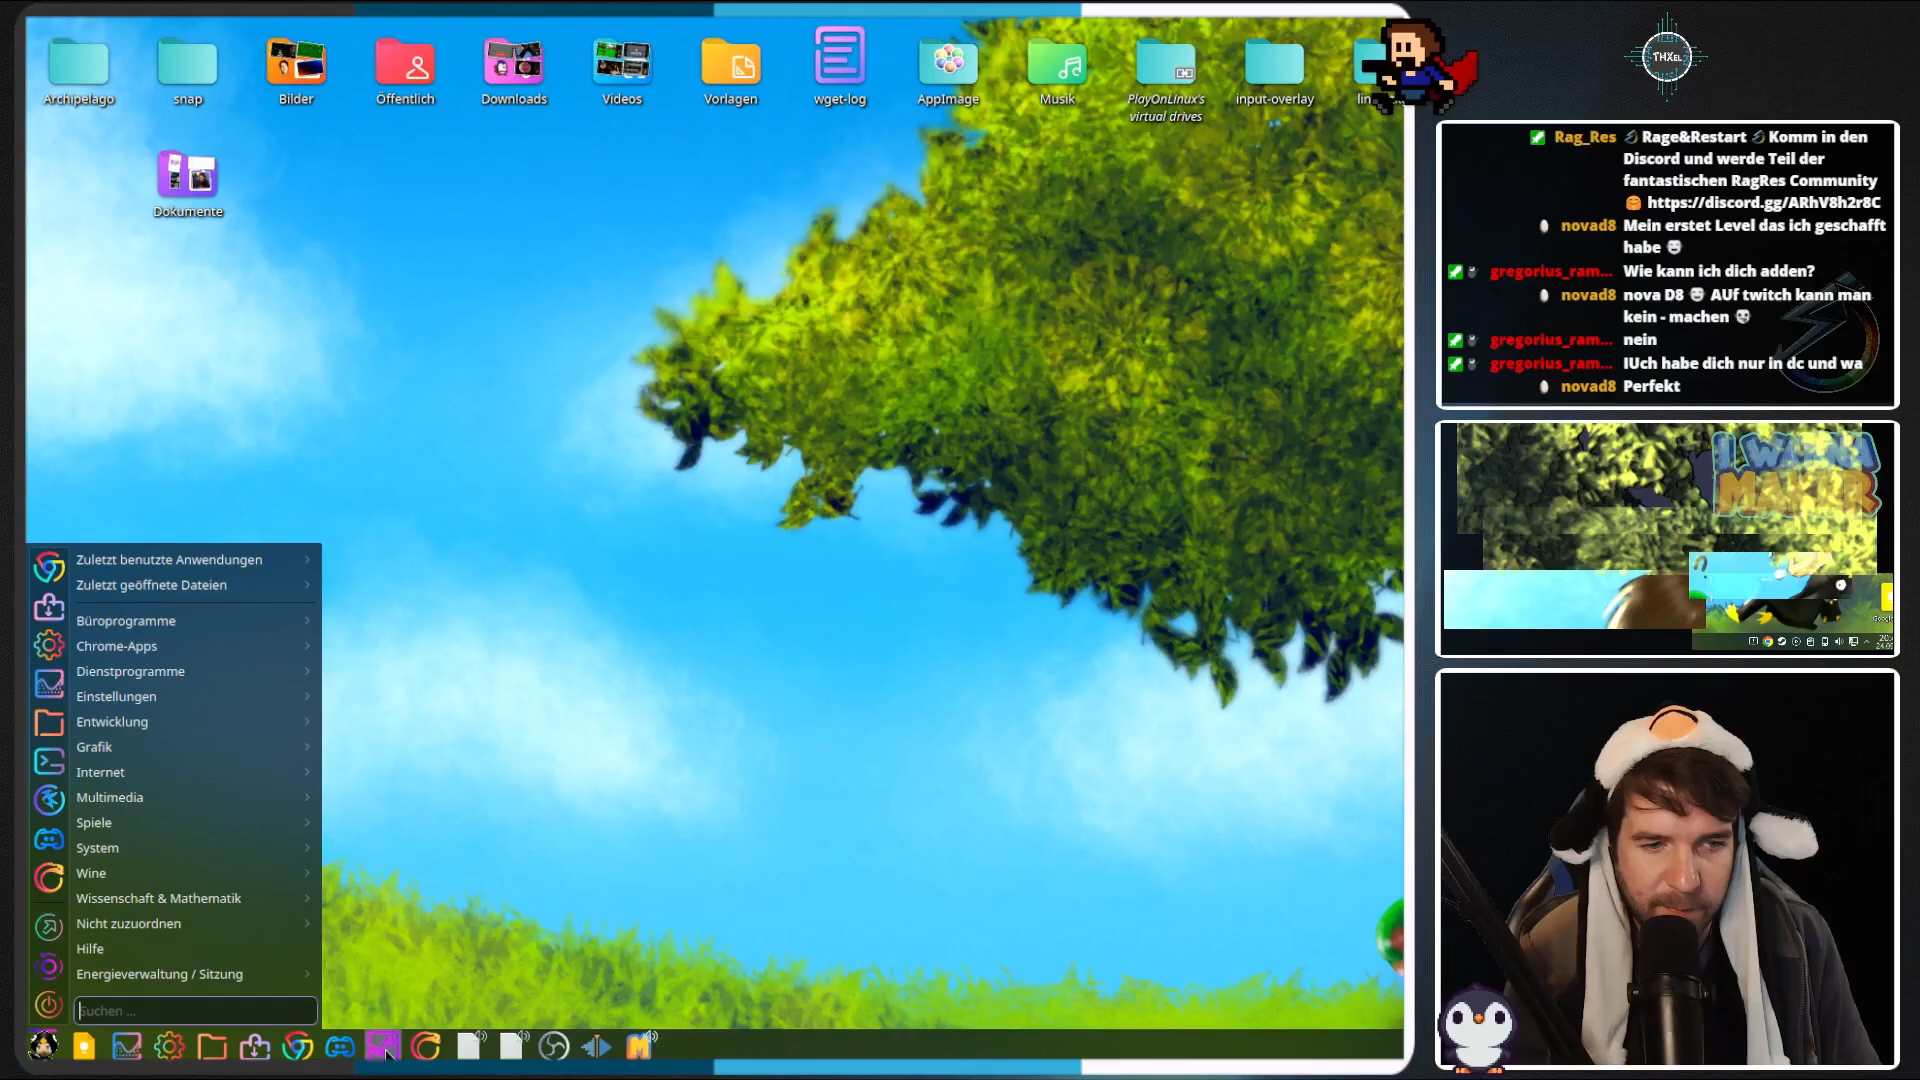 Archipelago
snap
Bilder
Öffentlich
Downloads
Videos
Vorlagen
wget-log
AppImage
Musik
PlayOnLinux's
virtual drives
input-overlay
Dokumente
Zuletzt benutzte Anwendungen
Zuletzt geöffnete Dateien
Büroprogramme
Chrome-Apps
Dienstprogramme
Einstellungen
Entwicklung
Grafik
Internet
Multimedia
Spiele
System
Wine
Wissenschaft & Mathematik
Nicht zuzuordnen
Hilfe
Energieverwaltung / Sitzung
Suchen ...
THXEL
Rag_Res Rage&Restart Komm in den
Discord und werde Teil der
fantastischen RagRes Community
https://discord.gg/ARhV8h2r8C
novad8 Mein erstet Level das ich geschafft
habe
gregorius_ram... Wie kann ich dich adden?
novad8 nova D8 AUf twitch kann man
kein - machen
gregorius_ram... nein
gregorius_ram... IUch habe dich nur in dc und wa
novad8 Perfekt
I WANNA
MAKER